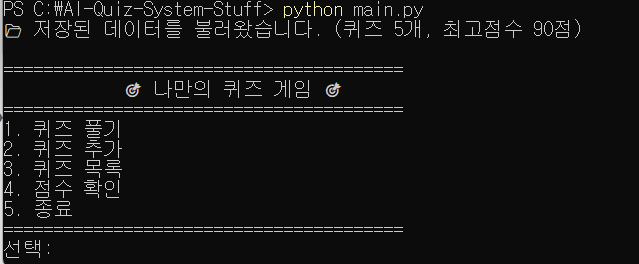 PS C:\AI-Quiz-System-Stuff> python main.py
📂 저장된 데이터를 불러왔습니다. (퀴즈 5개, 최고점수 90점)
========================================
🎯 나만의 퀴즈 게임 🎯
========================================
1. 퀴즈 풀기
2. 퀴즈 추가
3. 퀴즈 목록
4. 점수 확인
5. 종료
========================================
선택: